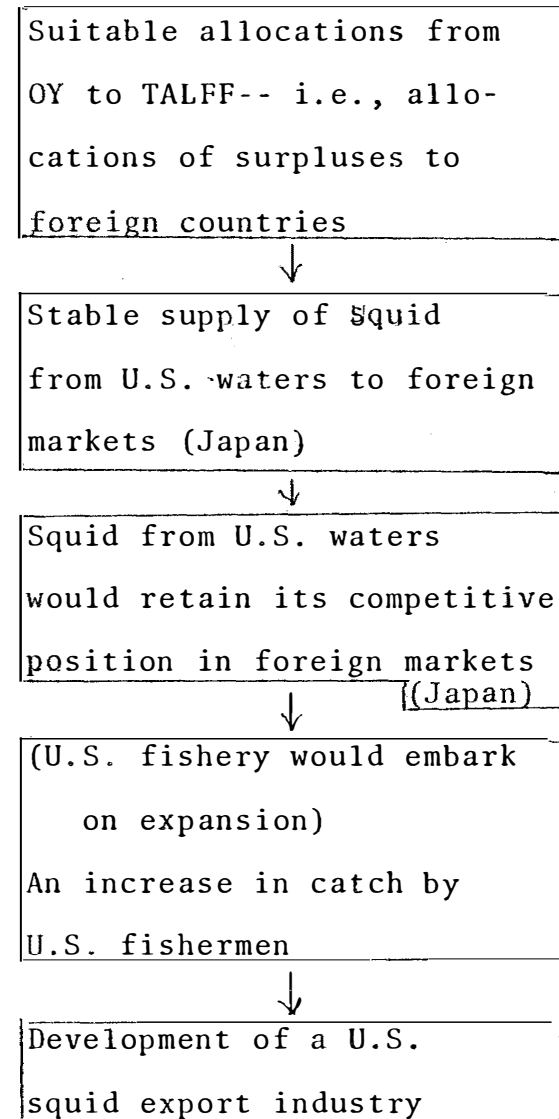 Suitable allocations from
OY to TALFF-- i.e., allo-
cations of surpluses to
foreign countries
Stable supply of Squid
from U.S. waters to foreign
markets (Japan)
Squid from U.S. waters
would retain its competitive
position in foreign markets
(Japan)
(U.S. fishery would embark
on expansion)
An increase in catch by
U.S. fishermen
Development of a U.S.
squid export industry